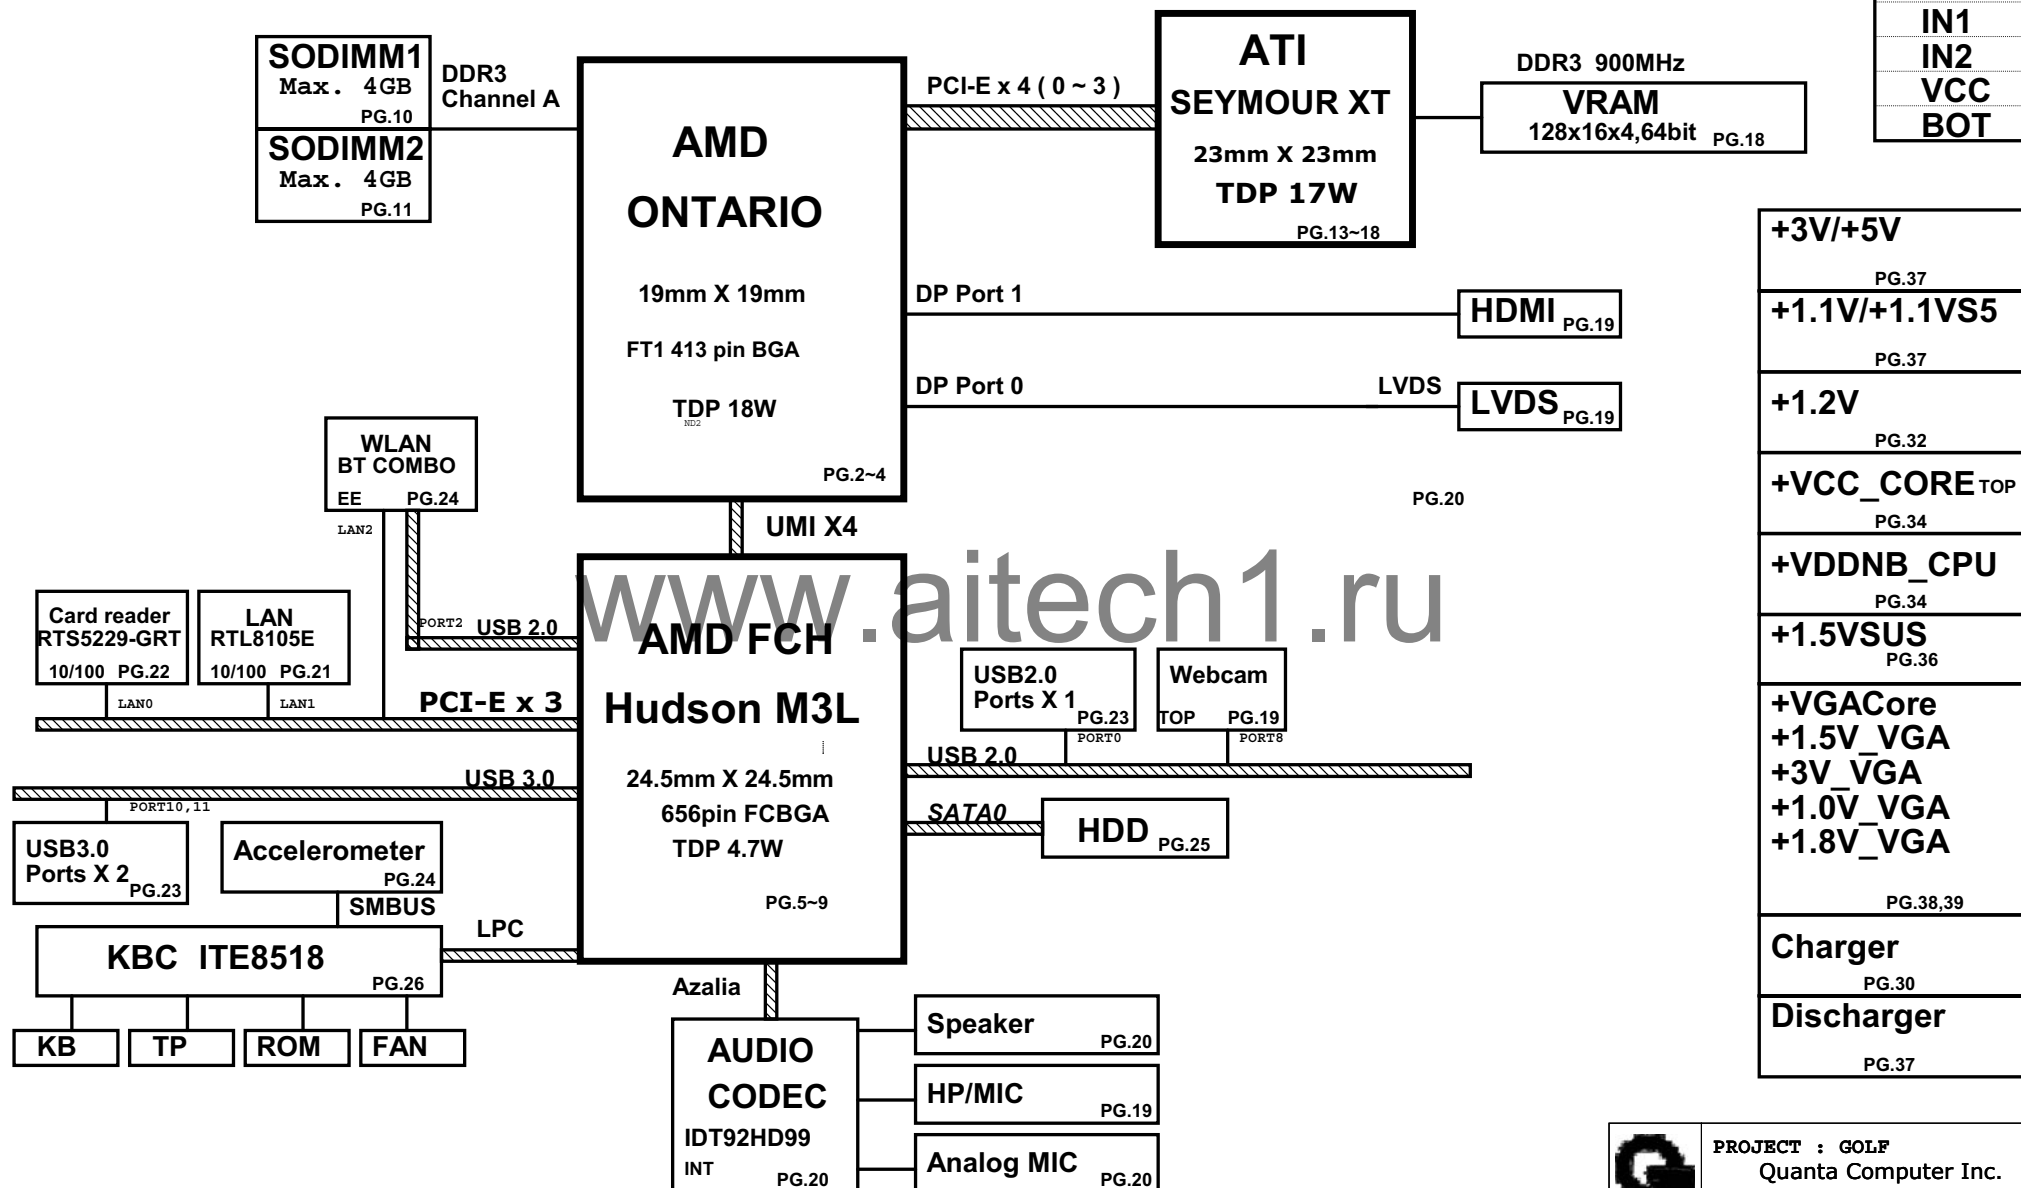 SODIMM1
Max. 4GB
PG.10
SODIMM2
Max. 4GB
PG.11
DDR3
Channel A
AMD
ONTARIO
19mm X 19mm
FT1 413 pin BGA
TDP 18W
ND2
PG.2~4
PCI-E x 4 ( 0 ~ 3 )
ATI
SEYMOUR XT
23mm X 23mm
TDP 17W
PG.13~18
DDR3 900MHz
VRAM
128x16x4,64bit PG.18
IN1
IN2
VCC
BOT
DP Port 1
HDMI PG.19
DP Port 0
LVDS
LVDS PG.19
PG.20
WLAN
BT COMBO
EE PG.24
LAN2
UMI X4
www.aitech1.ru
Card reader
RTS5229-GRT
10/100 PG.22
LAN0
LAN
RTL8105E
10/100 PG.21
LAN1
PORT2 USB 2.0
PCI-E x 3
AMD FCH
Hudson M3L
24.5mm X 24.5mm
656pin FCBGA
TDP 4.7W
PG.5~9
USB2.0
Ports X 1
PG.23
PORT0
Webcam
TOP PG.19
PORT8
USB 2.0
USB 3.0
PORT10,11
USB3.0
Ports X 2
PG.23
Accelerometer
PG.24
SMBUS
SATA0
HDD PG.25
KBC ITE8518
PG.26
LPC
KB
TP
ROM
FAN
Azalia
AUDIO
CODEC
IDT92HD99
INT
PG.20
Speaker
PG.20
HP/MIC
PG.19
Analog MIC
PG.20
+3V/+5V
PG.37
+1.1V/+1.1VS5
PG.37
+1.2V
PG.32
+VCC_CORE TOP
PG.34
+VDDNB_CPU
PG.34
+1.5VSUS
PG.36
+VGACore
+1.5V_VGA
+3V_VGA
+1.0V_VGA
+1.8V_VGA
PG.38,39
Charger
PG.30
Discharger
PG.37
PROJECT : GOLF
Quanta Computer Inc.